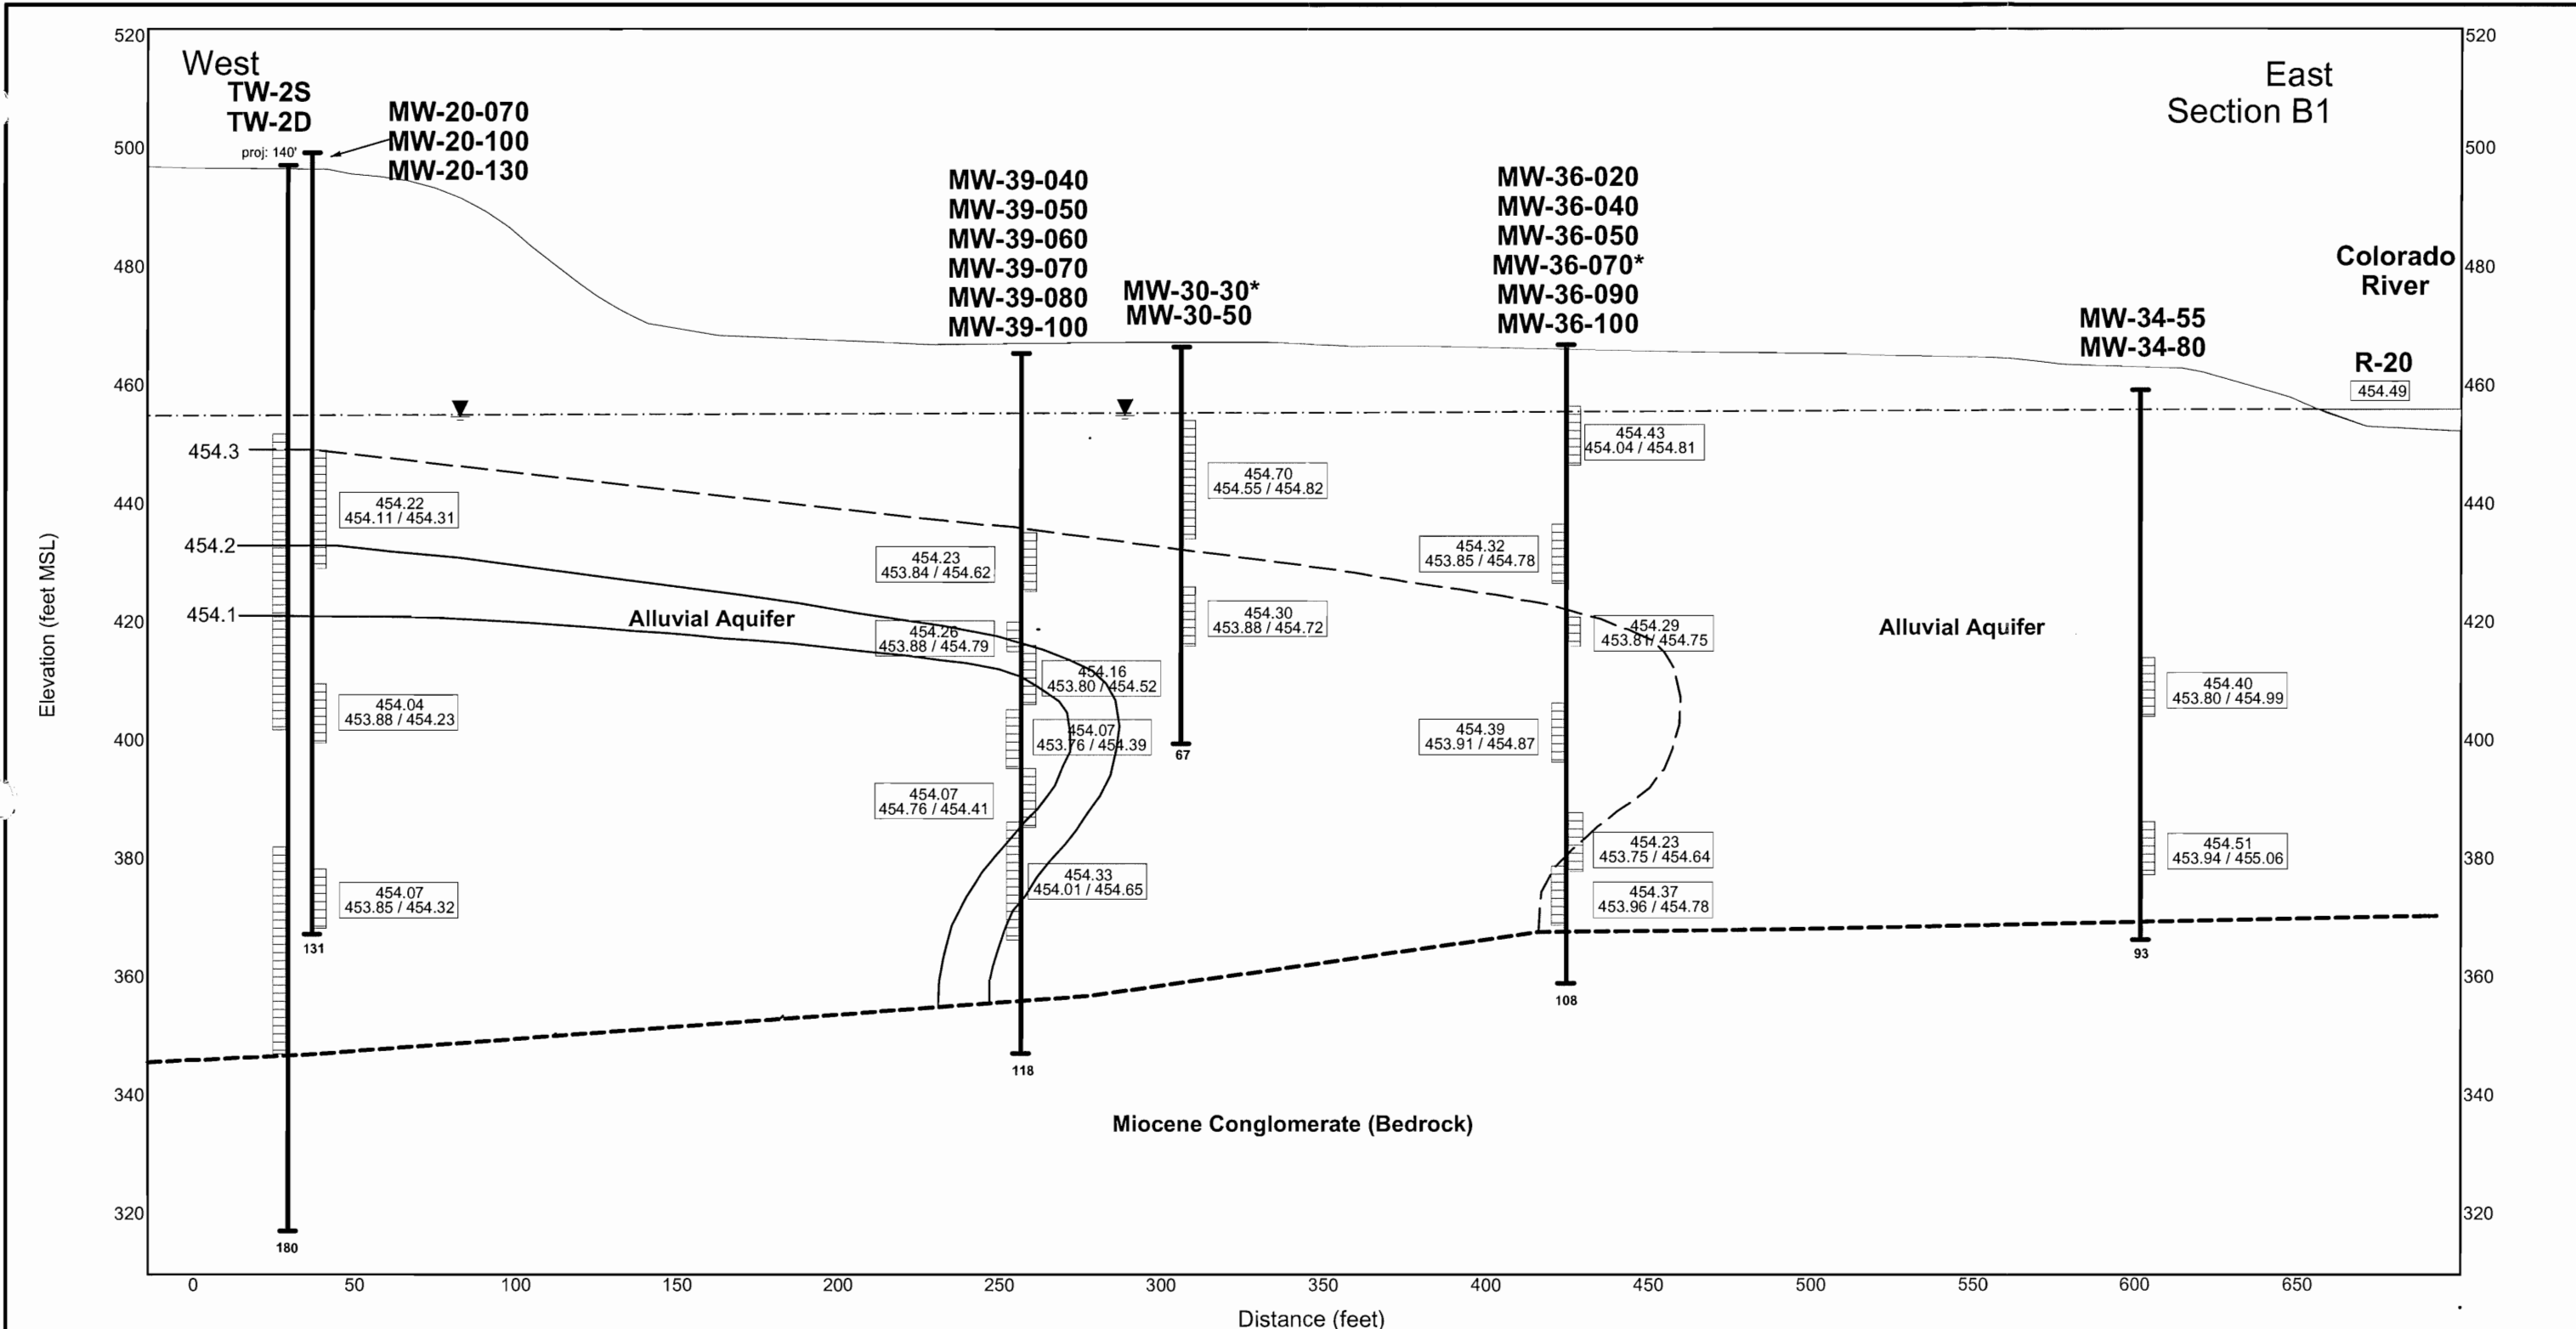 West
TW-2S
TW-2D
proj: 140'
MW-20-070
MW-20-100
MW-20-130
MW-39-040
MW-39-050
MW-39-060
MW-39-070
MW-39-080
MW-39-100
MW-30-30*
MW-30-50
MW-36-020
MW-36-040
MW-36-050
MW-36-070*
MW-36-090
MW-36-100
MW-34-55
MW-34-80
East
Section B1
Colorado
River
R-20
454.49
520
500
480
460
440
420
400
380
360
340
320
Elevation (feet MSL)
454.3
454.2
454.1
454.22
454.11 / 454.31
454.04
453.88 / 454.23
454.07
453.85 / 454.32
131
180
Alluvial Aquifer
454.23
453.84 / 454.62
454.26
453.88 / 454.79
454.16
453.80 / 454.52
454.07
453.76 / 454.39
454.07
454.76 / 454.41
454.33
454.01 / 454.65
118
454.70
454.55 / 454.82
454.30
453.88 / 454.72
67
454.43
454.04 / 454.81
454.32
453.85 / 454.78
454.29
453.81 / 454.75
454.39
453.91 / 454.87
454.23
453.75 / 454.64
454.37
453.96 / 454.78
108
Alluvial Aquifer
454.40
453.80 / 454.99
454.51
453.94 / 455.06
93
Miocene Conglomerate (Bedrock)
520
500
480
460
440
420
400
380
360
340
320
0 50 100 150 200 250 300 350 400 450 500 550 600 650
Distance (feet)